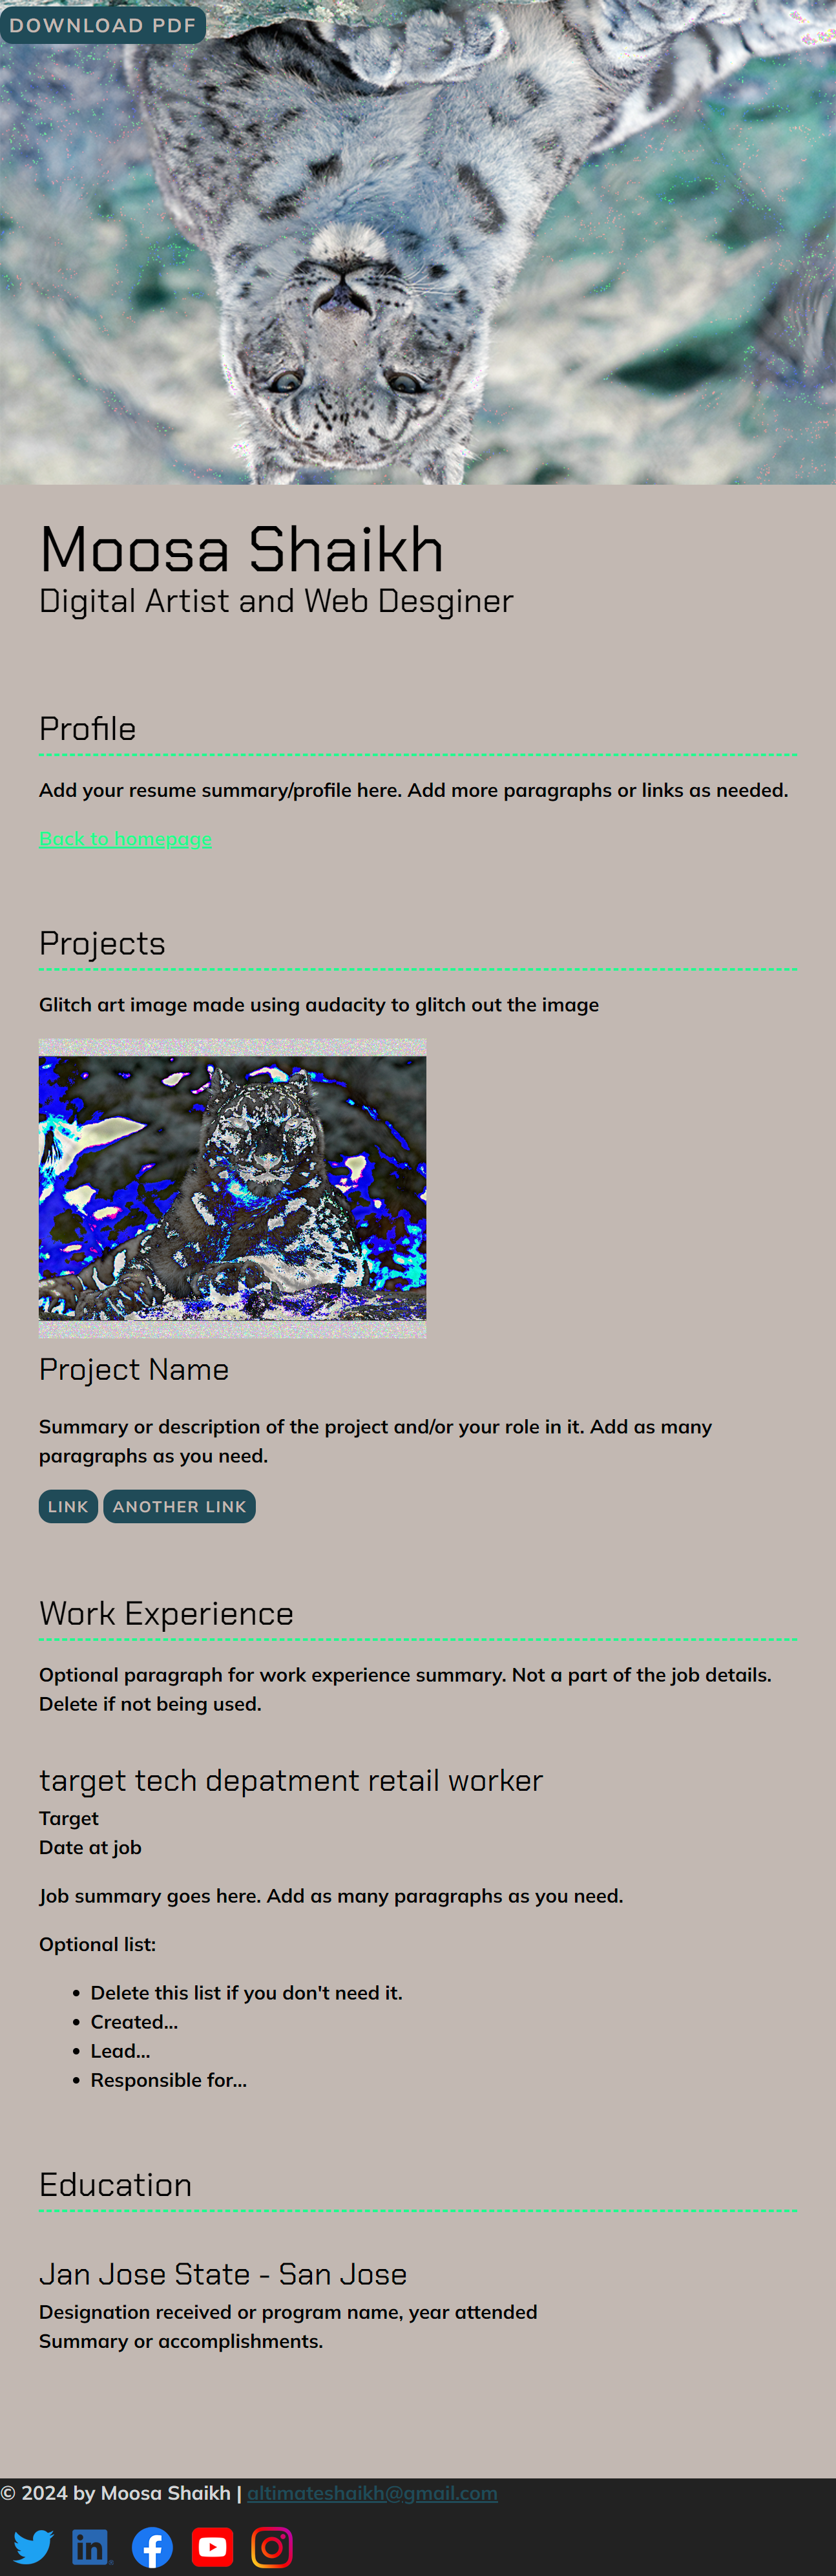 DOWNLOAD PDF
Moosa Shaikh
Digital Artist and Web Desginer
Profile
Add your resume summary/profile here. Add more paragraphs or links as needed.
Back to homepage
Projects
Glitch art image made using audacity to glitch out the image
Project Name
Summary or description of the project and/or your role in it. Add as many
paragraphs as you need.
LINK ANOTHER LINK
Work Experience
Optional paragraph for work experience summary. Not a part of the job details.
Delete if not being used.
target tech depatment retail worker
Target
Date at job
Job summary goes here. Add as many paragraphs as you need.
Optional list:
• Delete this list if you don't need it.
• Created...
• Lead...
• Responsible for...
Education
Jan Jose State - San Jose
Designation received or program name, year attended
Summary or accomplishments.
© 2024 by Moosa Shaikh | altimateshaikh@gmail.com
in